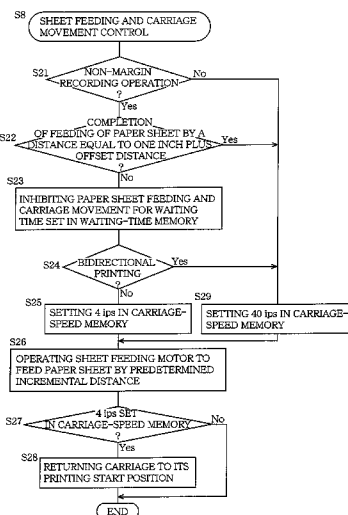 S8
SHEET FEEDING AND CARRIAGE
MOVEMENT CONTROL
S21
NON-MARGIN
RECORDING OPERATION
?
No
Yes
S22
COMPLETION
OF FEEDING OF PAPER SHEET BY A
DISTANCE EQUAL TO ONE INCH PLUS
OFFSET DISTANCE
?
Yes
No
S23
INHIBITING PAPER SHEET FEEDING AND
CARRIAGE MOVEMENT FOR WAITING
TIME SET IN WAITING-TIME MEMORY
S24
BIDIRECTIONAL
PRINTING
?
Yes
No
S25
SETTING 4 ips IN CARRIAGE-
SPEED MEMORY
S29
SETTING 40 ips IN CARRIAGE-
SPEED MEMORY
S26
OPERATING SHEET FEEDING MOTOR TO
FEED PAPER SHEET BY PREDETERMINED
INCREMENTAL DISTANCE
S27
4 ips SET
IN CARRIAGE-SPEED MEMORY
?
No
Yes
S28
RETURNING CARRIAGE TO ITS
PRINTING START POSITION
END